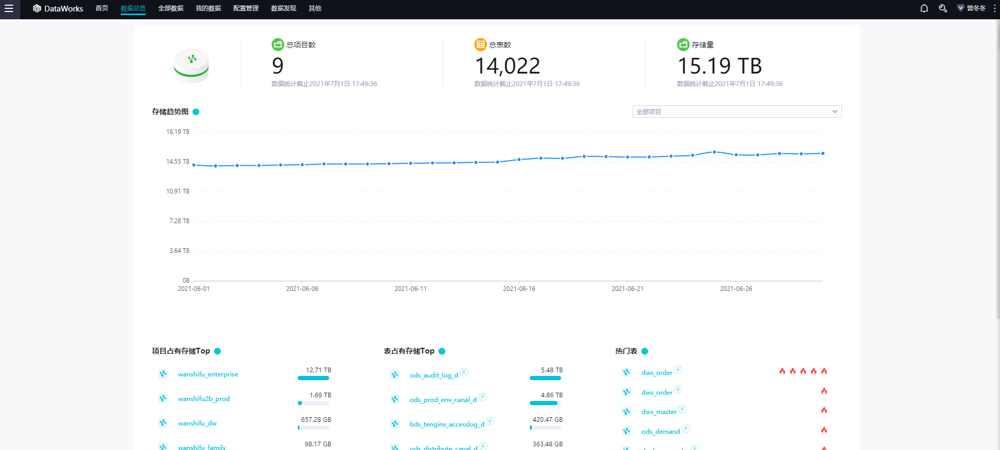 DataWorks 首页 数据总览 全部数据 我的数据 配置管理 数据发现 其他 曾冬冬
总项目数 总表数 存储量
9 14,022 15.19 TB
数据统计截止2021年7月1日 17:49:36 数据统计截止2021年7月1日 17:49:36 数据统计截止2021年7月1日 17:49:36
存储趋势图 全部项目
18.19 TB
14.55 TB
10.91 TB
7.28 TB
3.64 TB
0B
2021-06-01 2021-06-06 2021-06-11 2021-06-16 2021-06-21 2021-06-26
项目占有存储Top
wanshifu_enterprise 12.71 TB
wanshifu2b_prod 1.69 TB
wanshifu_dw 657.28 GB
wanshifu_family 98.17 GB
表占有存储Top
ods_audit_log_d 5.48 TB
ods_prod_env_canal_d 4.86 TB
bds_tenginx_accesslog_d 420.47 GB
ods_distribute_canal_d 363.48 GB
热门表
dws_order
dws_order
dws_master
ods_demand